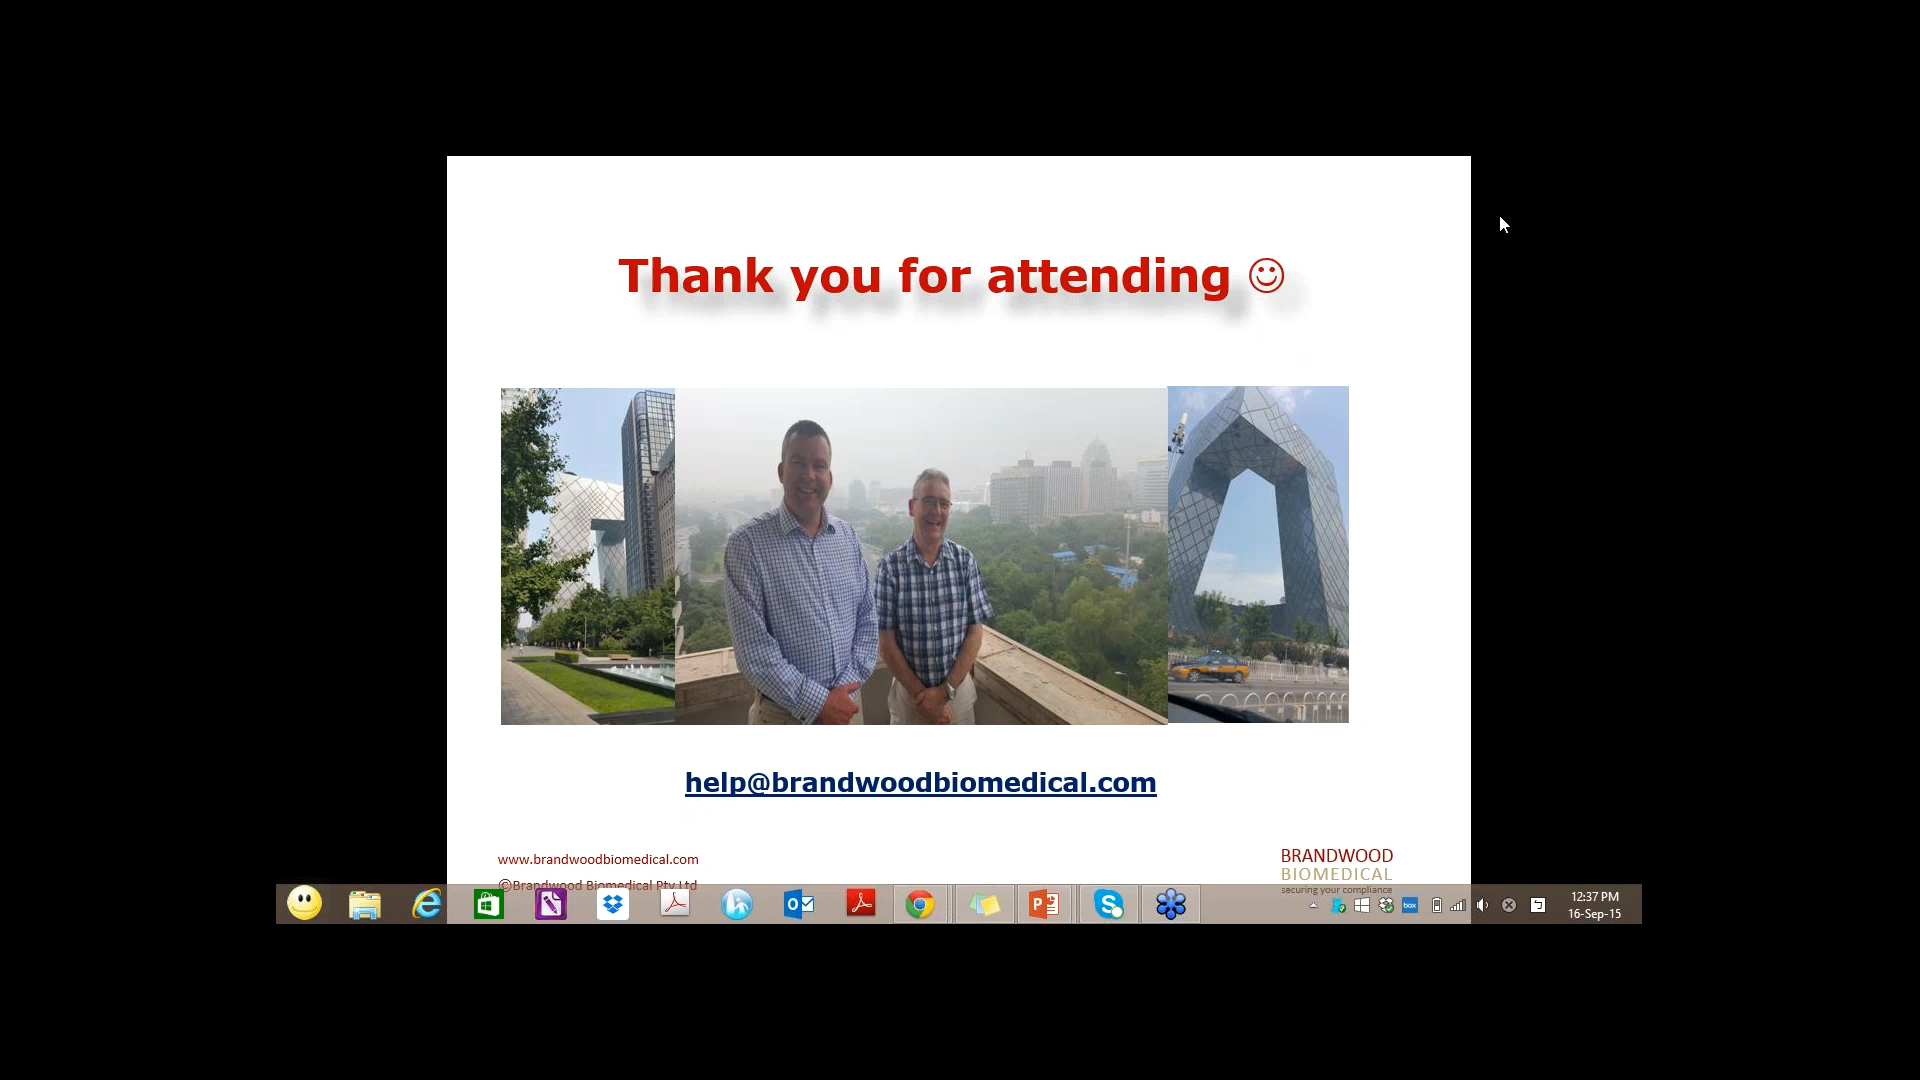 Thank you for attending ☺
help@brandwoodbiomedical.com
www.brandwoodbiomedical.com
©Brandwood Biomedical Pty Ltd
BRANDWOOD
BIOMEDICAL
securing your compliance
box
12:37 PM
16-Sep-15